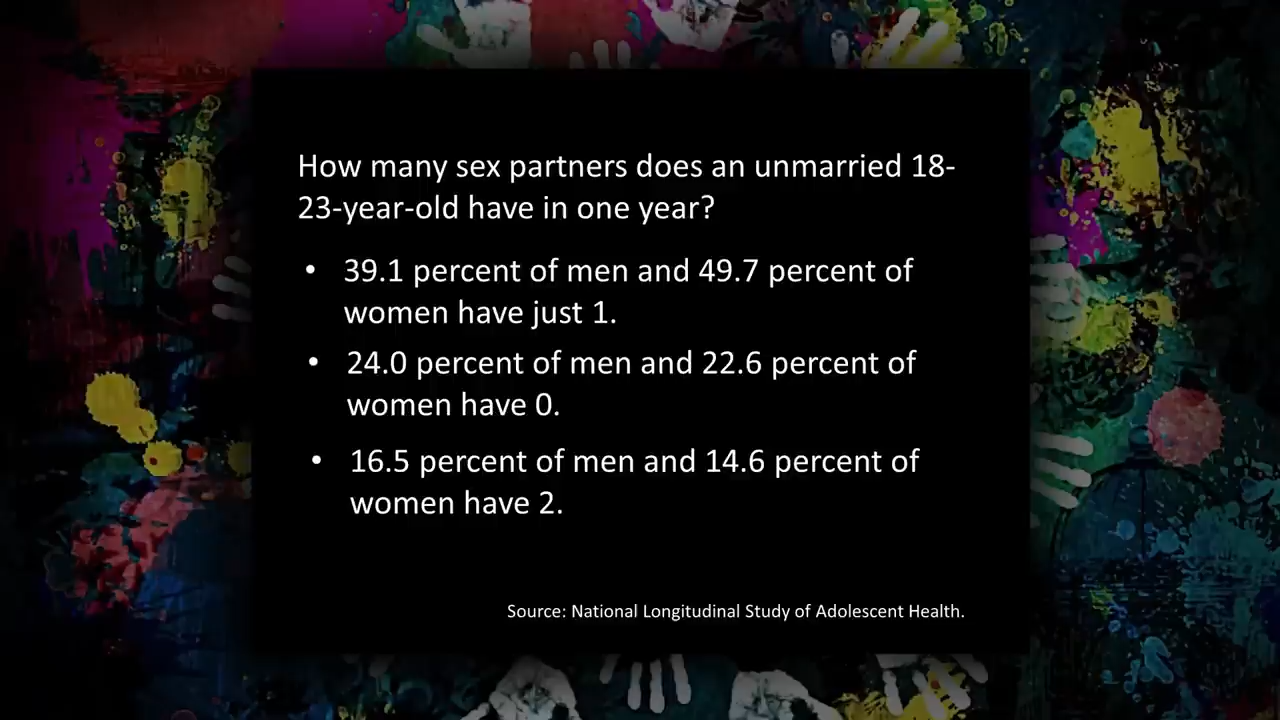 How many sex partners does an unmarried 18-
23-year-old have in one year?
• 39.1 percent of men and 49.7 percent of
women have just 1.
• 24.0 percent of men and 22.6 percent of
women have 0.
• 16.5 percent of men and 14.6 percent of
women have 2.
Source: National Longitudinal Study of Adolescent Health.